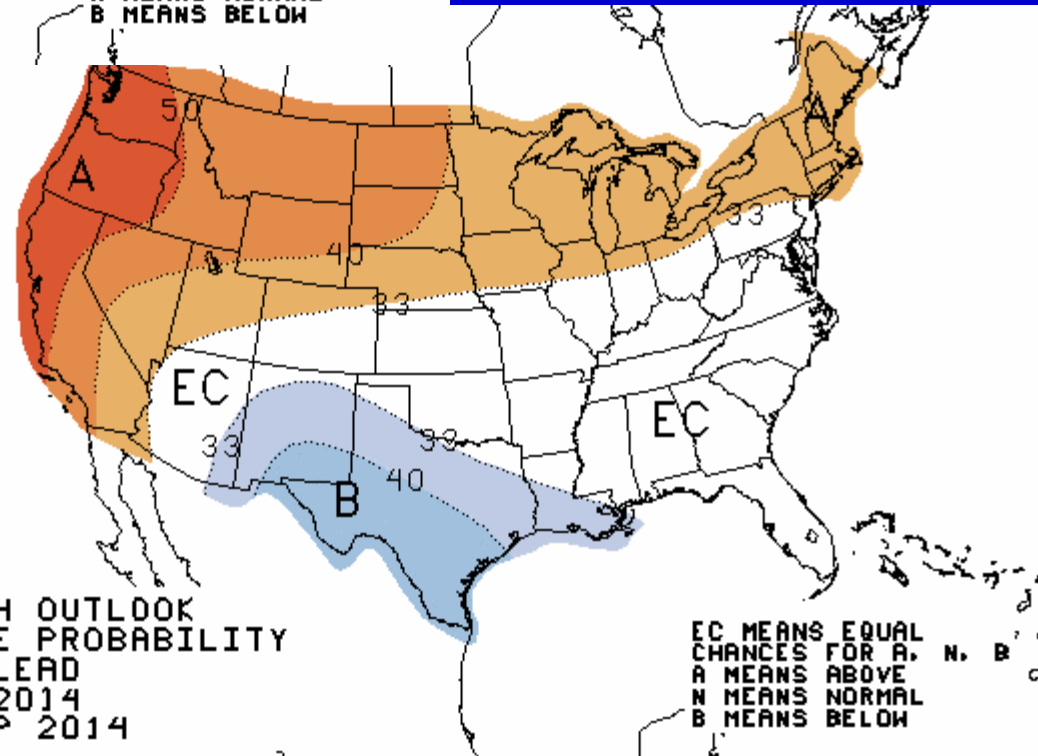 B MEANS BELOW
50
A
A
33
40
33
EC
EC
33
33
40
B
H OUTLOOK
E PROBABILITY
LEAD
2014
P 2014
EC MEANS EQUAL
CHANCES FOR A, N, B
A MEANS ABOVE
N MEANS NORMAL
B MEANS BELOW